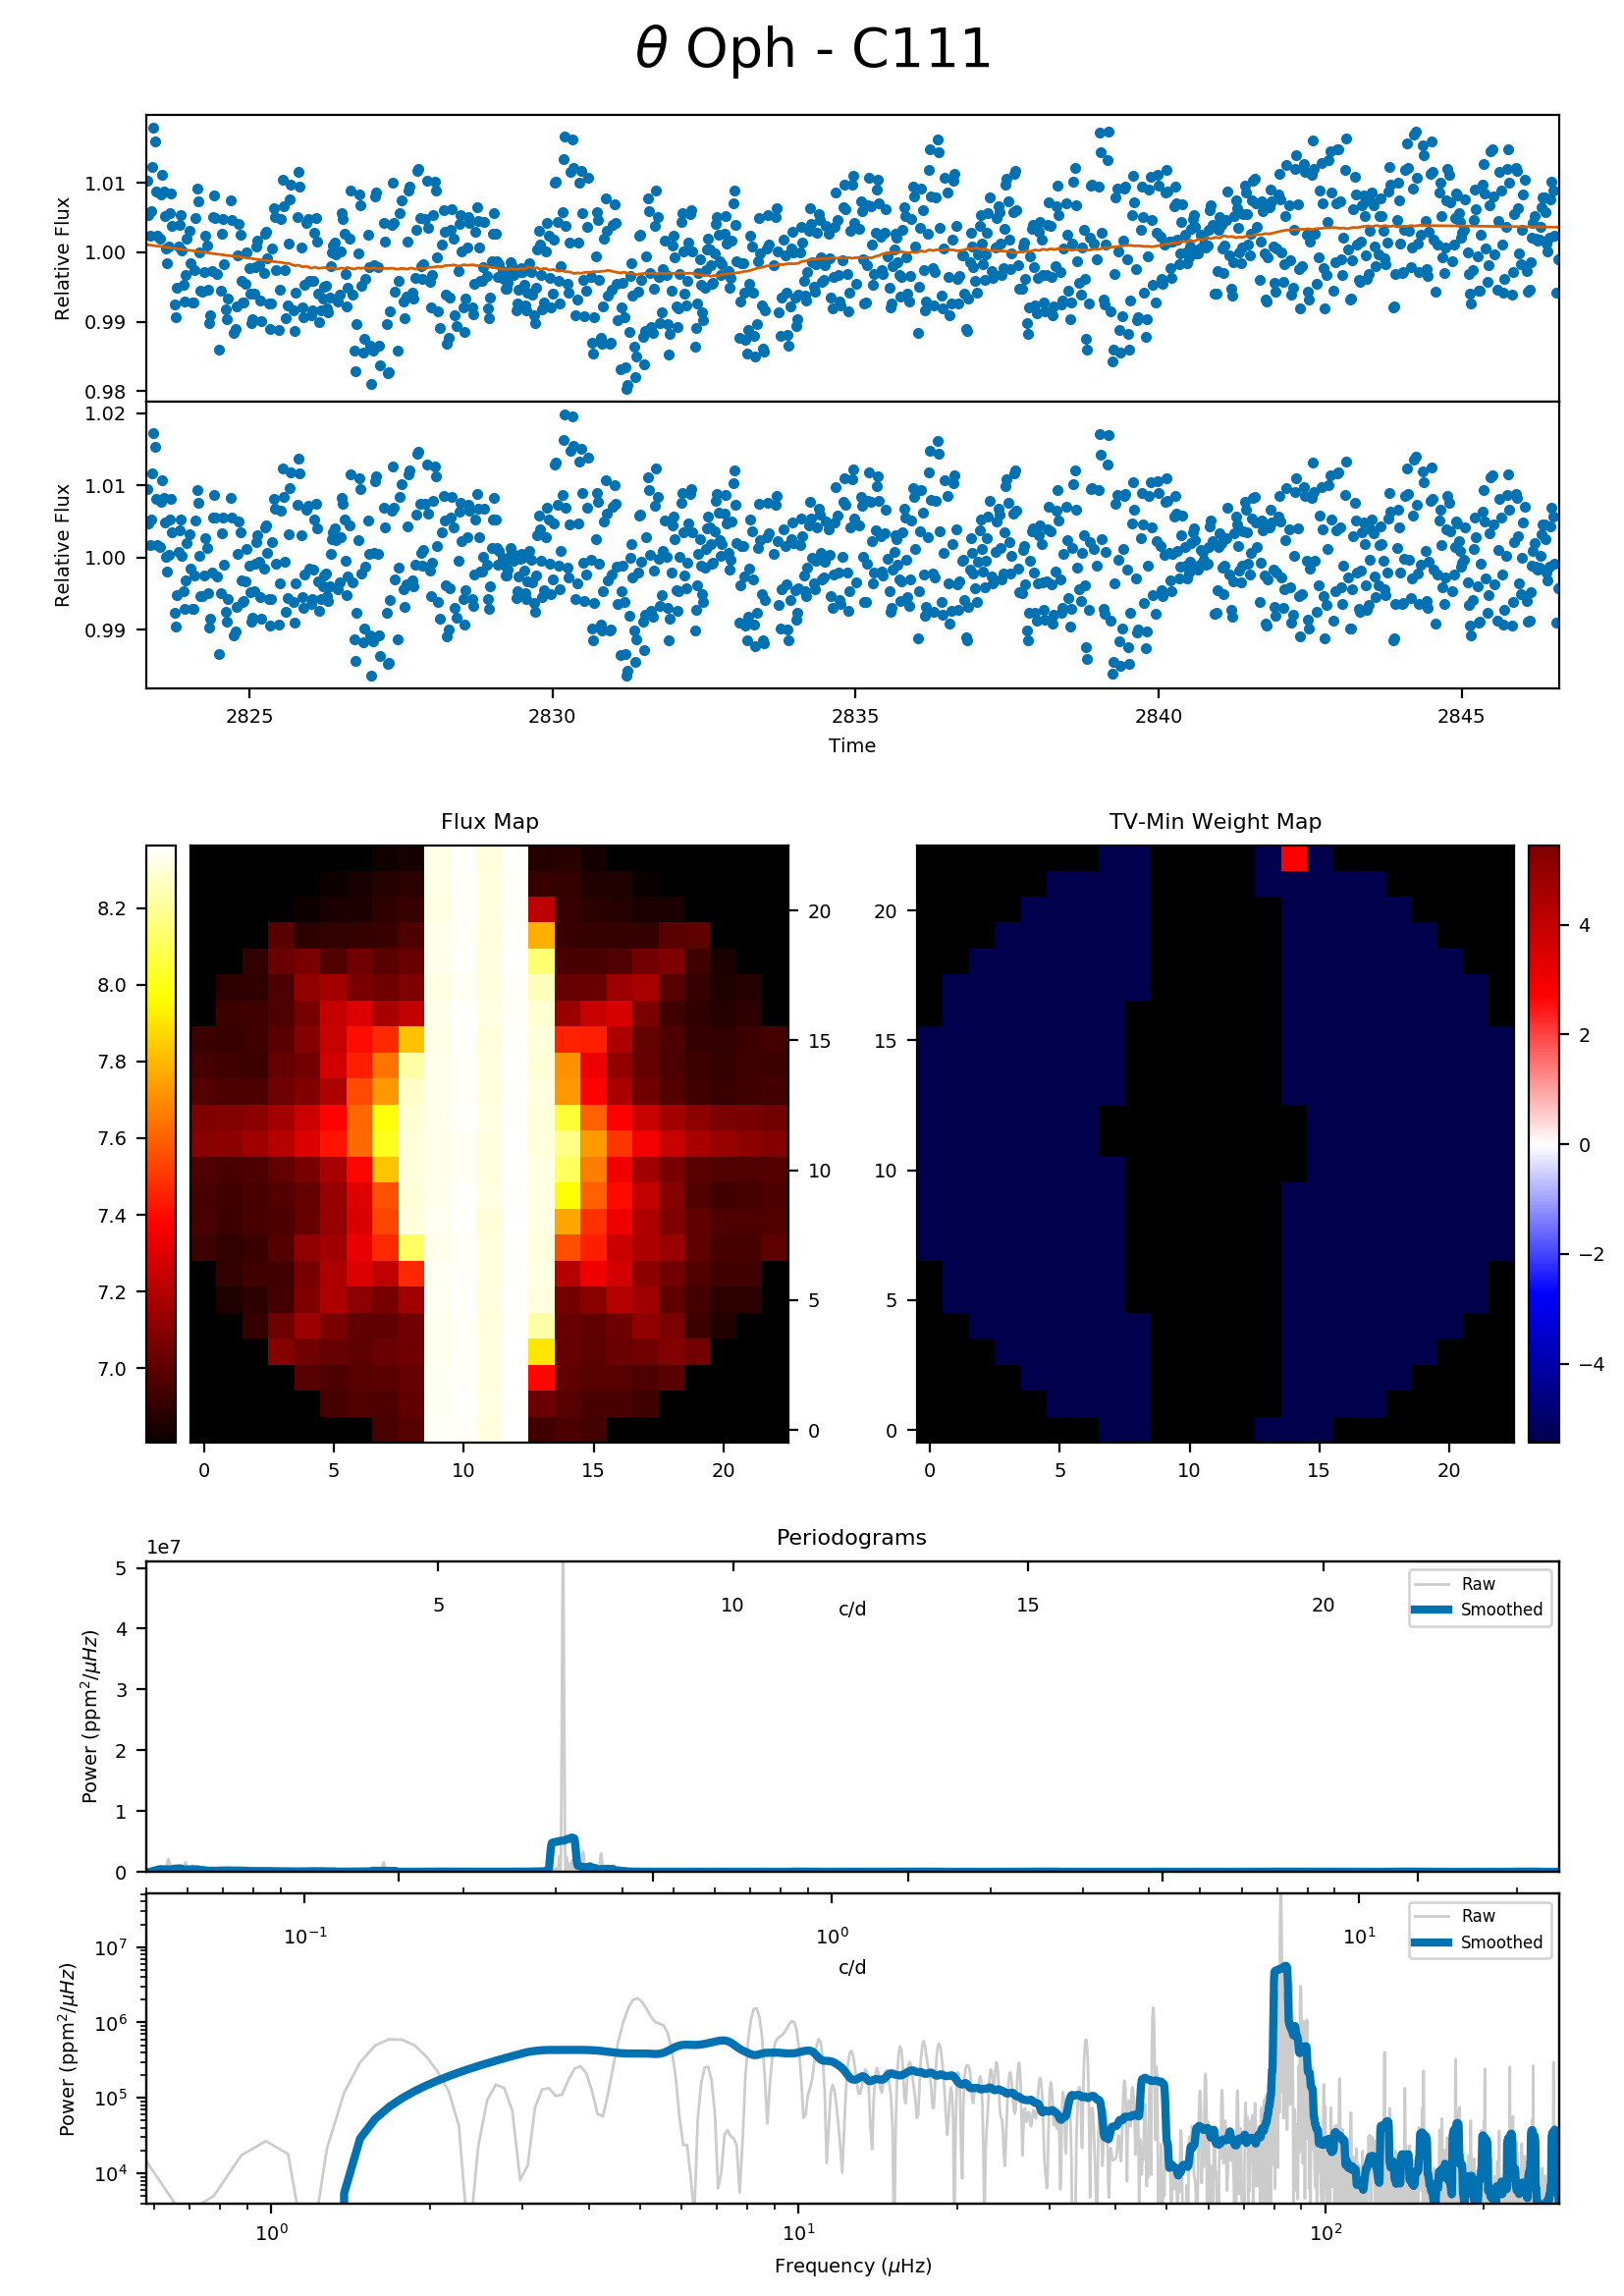 θ Oph - C111
Relative Flux
1.01
1.00
0.99
0.98
Relative Flux
1.02
1.01
1.00
0.99
2825 2830 2835 2840 2845
Time
Flux Map
8.2
8.0
7.8
7.6
7.4
7.2
7.0
20
15
10
5
0
0 5 10 15 20
TV-Min Weight Map
20
15
10
5
0
0 5 10 15 20
4
2
0
−2
−4
Periodograms
1e7
Power (ppm²/μHz)
5
4
3
2
1
0
5 10 15 20
c/d
Raw
Smoothed
Power (ppm²/μHz)
10⁷
10⁶
10⁵
10⁴
10⁻¹ 10⁰ 10¹
c/d
Raw
Smoothed
10⁰ 10¹ 10²
Frequency (μHz)